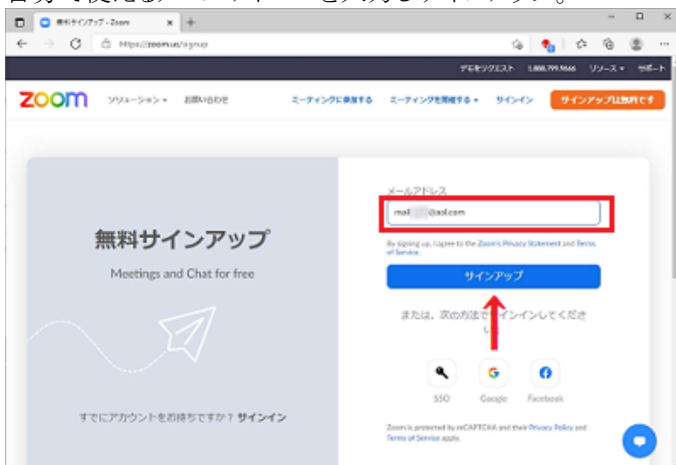 無料サインアップ - Zoom
https://zoom.us/signup
デモをリクエスト 1.888.799.9666 リソース サポート
zoom ソリューション お問い合わせ ミーティングに参加する ミーティングを開催する サインイン サインアップは無料です
メールアドレス
mail @aol.com
無料サインアップ
Meetings and Chat for free
By signing up, I agree to the Zoom's Privacy Statement and Terms
of Service.
サインアップ
または、次の方法でサインインしてくださ
い
SSO Google Facebook
すでにアカウントをお持ちですか？ サインイン
Zoom is protected by reCAPTCHA and their Privacy Policy and
Terms of Service apply.